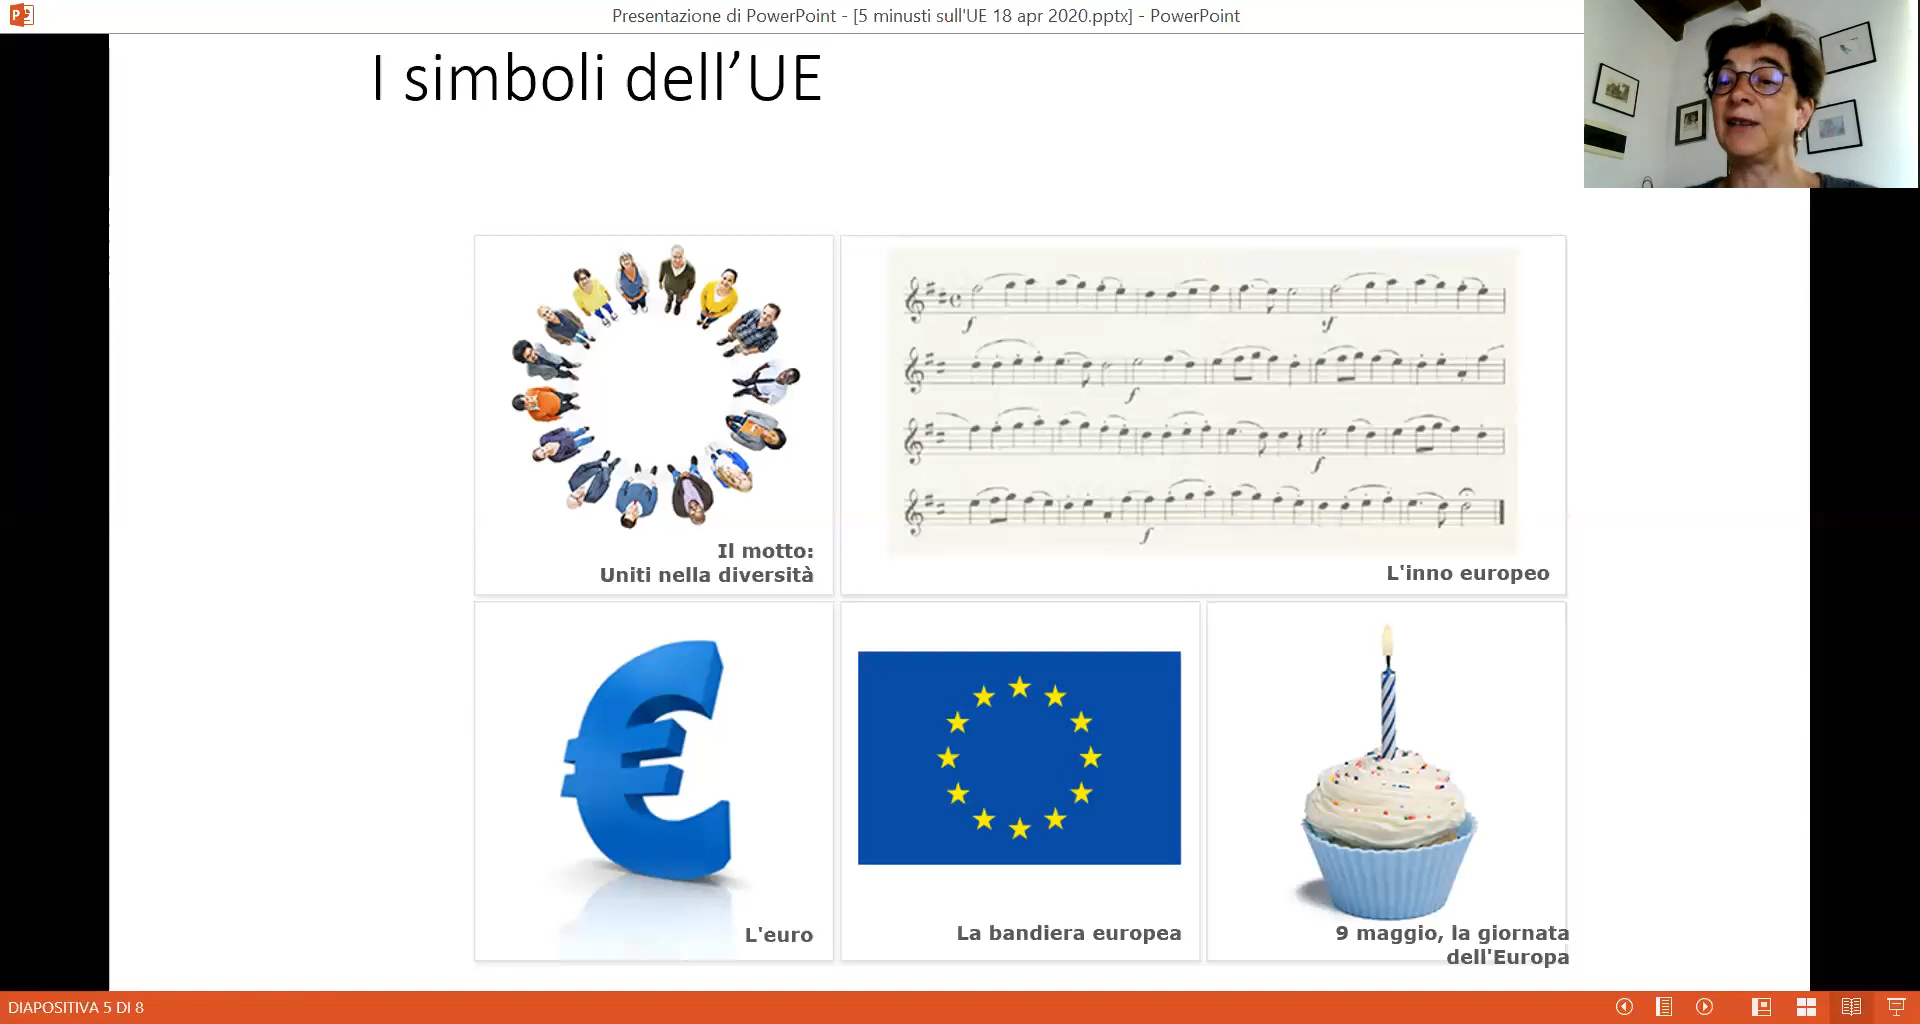 Presentazione di PowerPoint - [5 minusti sull'UE 18 apr 2020.pptx] - PowerPoint
I simboli dell’UE
Il motto:
Uniti nella diversità
L'inno europeo
€
L'euro
La bandiera europea
9 maggio, la giornata
dell'Europa
DIAPOSITIVA 5 DI 8